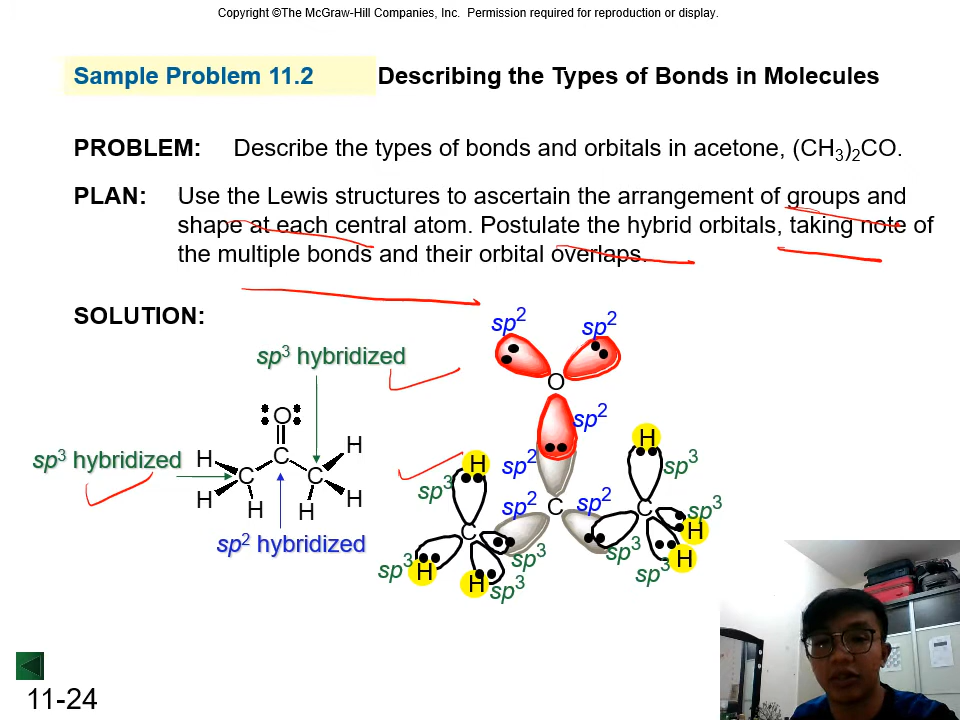 Copyright ©The McGraw-Hill Companies, Inc.  Permission required for reproduction or display.
Sample Problem 11.2
Describing the Types of Bonds in Molecules
PROBLEM:
Describe the types of bonds and orbitals in acetone, (CH₃)₂CO.
PLAN:
Use the Lewis structures to ascertain the arrangement of groups and
shape at each central atom. Postulate the hybrid orbitals, taking note of
the multiple bonds and their orbital overlaps.
SOLUTION:
sp³ hybridized
sp³ hybridized
sp² hybridized
O
C
C
C
H
H
H
H
H
H
sp²
sp²
O
sp²
sp²
sp²
sp²
C
H
sp³
C
sp³
H
H
sp³
sp³
H
sp³
C
sp³
H
sp³
H
sp³
11-24